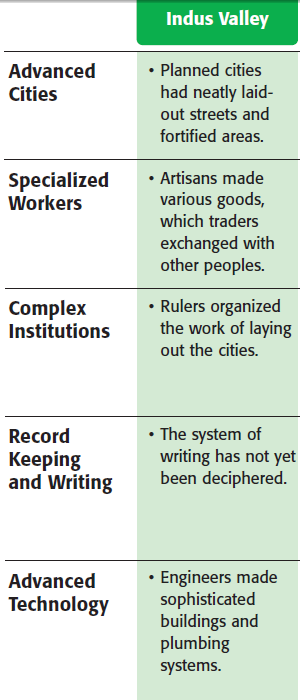 Indus Valley
Advanced
Cities
• Planned cities
had neatly laid-
out streets and
fortified areas.
Specialized
Workers
• Artisans made
various goods,
which traders
exchanged with
other peoples.
Complex
Institutions
• Rulers organized
the work of laying
out the cities.
Record
Keeping
and Writing
• The system of
writing has not yet
been deciphered.
Advanced
Technology
• Engineers made
sophisticated
buildings and
plumbing
systems.